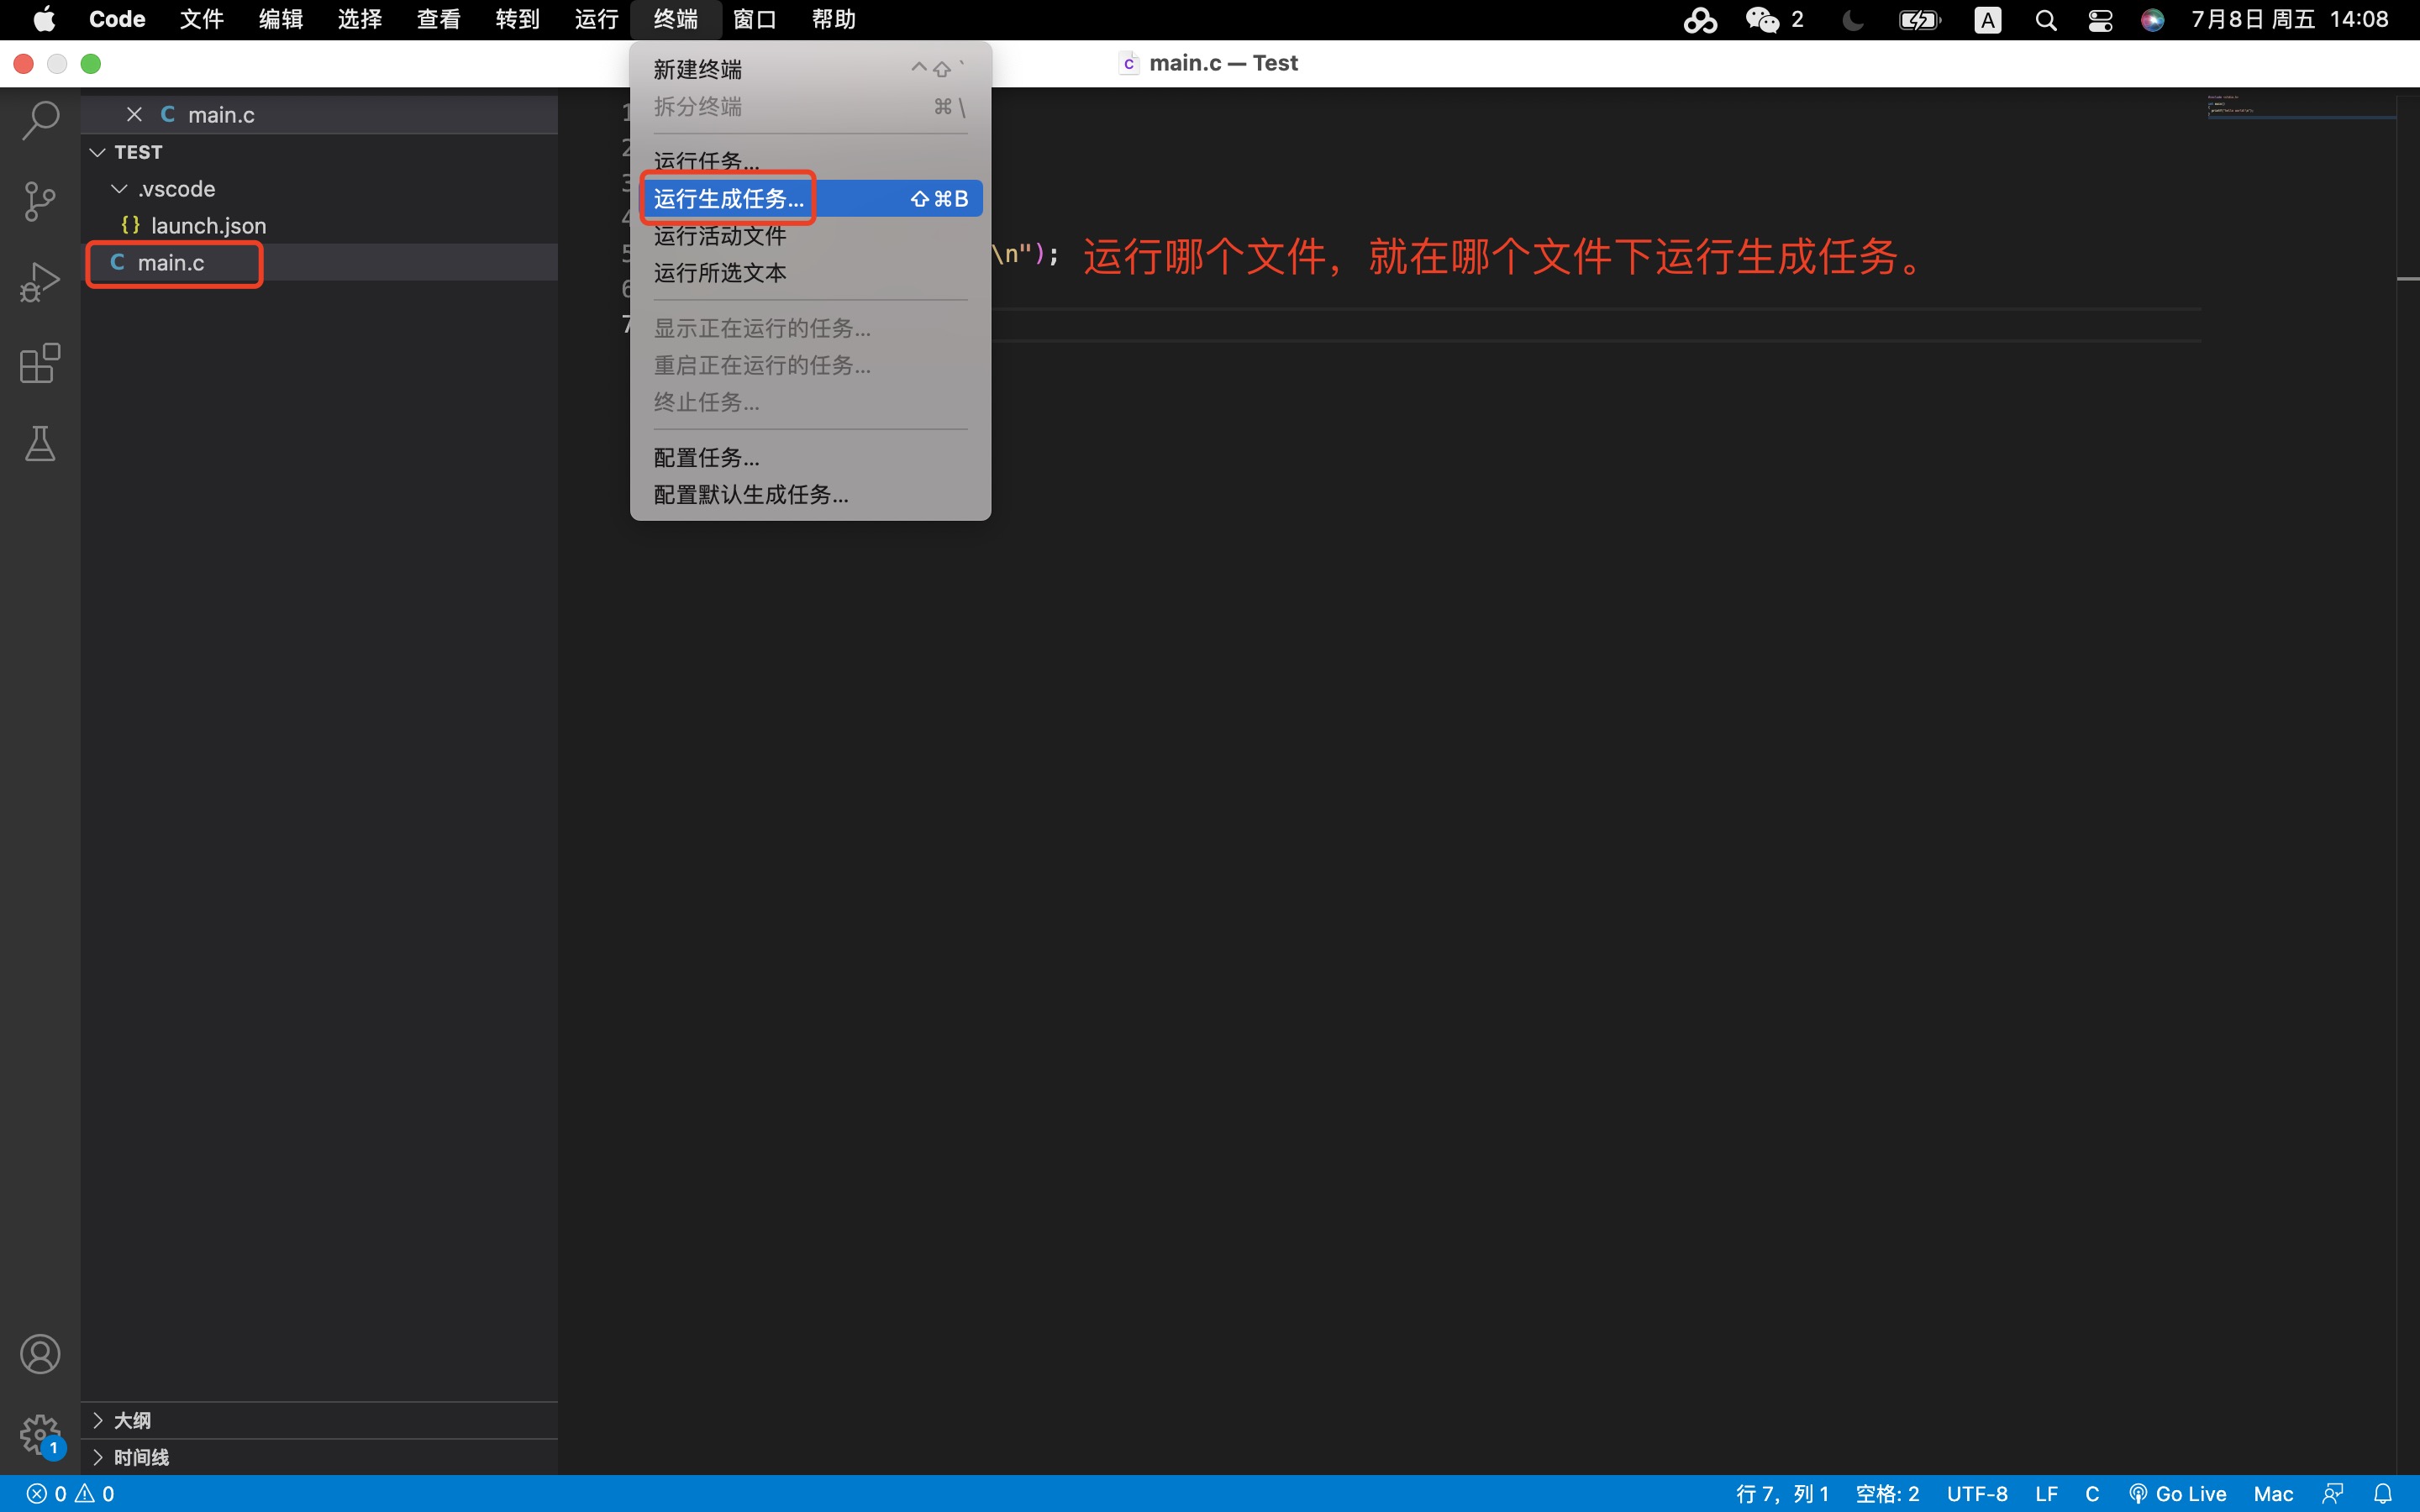 Code 文件 编辑 选择 查看 转到 运行 终端 窗口 帮助 2 A 7月8日 周五 14:08
C main.c — Test
C main.c
TEST
.vscode
{} launch.json
C main.c
大纲
时间线
1
新建终端 ^⇧`
拆分终端 ⌘\
运行任务...
运行生成任务... ⇧⌘B
运行活动文件
运行所选文本
显示正在运行的任务...
重启正在运行的任务...
终止任务...
配置任务...
配置默认生成任务...
1
2
3
4
5 \n"); 运行哪个文件，就在哪个文件下运行生成任务。
6
7
0 0 行 7，列 1 空格: 2 UTF-8 LF C Go Live Mac